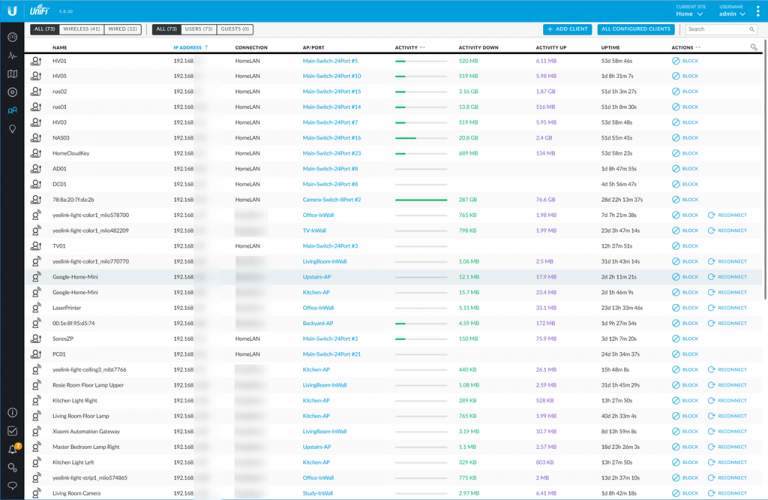 UniFi 5.6.30 CURRENT SITE Home USERNAME admin
ALL (73) WIRELESS (41) WIRED (32) ALL (73) USERS (73) GUESTS (0) + ADD CLIENT ALL CONFIGURED CLIENTS Search
NAME IP ADDRESS ↑ CONNECTION AP/PORT ACTIVITY ACTIVITY DOWN ACTIVITY UP UPTIME ACTIONS
HV01 192.168 HomeLAN Main-Switch-24Port #5 520 MB 6.11 MB 53d 58m 46s BLOCK
HV05 192.168 HomeLAN Main-Switch-24Port #10 519 MB 5.98 MB 1d 8h 31m 7s BLOCK
nas02 192.168 HomeLAN Main-Switch-24Port #15 3.16 GB 1.87 GB 51d 1h 3m 27s BLOCK
nas01 192.168 HomeLAN Main-Switch-24Port #14 13.8 GB 516 MB 51d 1h 8m 30s BLOCK
HV03 192.168 HomeLAN Main-Switch-24Port #7 519 MB 5.95 MB 53d 58m 48s BLOCK
NAS03 192.168 HomeLAN Main-Switch-24Port #16 20.8 GB 2.4 GB 51d 55m 45s BLOCK
HomeCloudKey 192.168 HomeLAN Main-Switch-24Port #23 689 MB 134 MB 53d 58m 23s BLOCK
AD01 192.168 HomeLAN Main-Switch-24Port #8 1d 8h 47m 55s BLOCK
DC01 192.168 HomeLAN Main-Switch-24Port #8 4d 5h 56m 47s BLOCK
78:8a:20:7f:da:2b 192.168 HomeLAN Camera-Switch-8Port #2 287 GB 76.6 GB 28d 22h 13m 37s BLOCK
yeelink-light-color1_miio578700 192.168 Office-InWall 765 KB 1.98 MB 7d 7h 21m 38s BLOCK RECONNECT
yeelink-light-color1_miio482209 192.168 TV-InWall 798 KB 1.99 MB 23d 3h 47m 14s BLOCK RECONNECT
TV01 192.168 HomeLAN Main-Switch-24Port #3 12h 37m 51s BLOCK
yeelink-light-color1_miio770770 192.168 LivingRoom-InWall 1.06 MB 2.5 MB 31d 1h 43m 14s BLOCK RECONNECT
Google-Home-Mini 192.168 Upstairs-AP 12.1 MB 17.9 MB 2d 2h 11m 21s BLOCK RECONNECT
Google-Home-Mini 192.168 Kitchen-AP 15.7 MB 23.4 MB 2d 1h 46m 9s BLOCK RECONNECT
LaserPrinter 192.168 Office-InWall 5.11 MB 33.1 MB 23d 13h 33m 46s BLOCK RECONNECT
00:1e:8f:95:d5:74 192.168 Backyard-AP 4.59 MB 172 MB 1d 9h 27m 54s BLOCK RECONNECT
SonosZP 192.168 HomeLAN Main-Switch-24Port #3 150 MB 75.9 MB 3d 12h 7m 20s BLOCK
PC01 192.168 HomeLAN Main-Switch-24Port #21 24d 5h 34m 37s BLOCK
yeelink-light-ceiling3_mibt7766 192.168 Kitchen-AP 440 KB 26.1 MB 15h 48m 8s BLOCK RECONNECT
Rosie Room Floor Lamp Upper 192.168 LivingRoom-InWall 1.08 MB 2.59 MB 31d 1h 45m 29s BLOCK RECONNECT
Kitchen Light Right 192.168 Kitchen-AP 289 KB 528 KB 13h 27m 50s BLOCK RECONNECT
Living Room Floor Lamp 192.168 Kitchen-AP 765 KB 1.99 MB 40d 2h 33m 4s BLOCK RECONNECT
Xiaomi Automation Gateway 192.168 LivingRoom-InWall 3.19 MB 10.7 MB 8d 13h 59m 8s BLOCK RECONNECT
Master Bedroom Lamp Right 192.168 Upstairs-AP 1.1 MB 2.57 MB 18d 23h 26m 3s BLOCK RECONNECT
Kitchen Light Left 192.168 Kitchen-AP 329 KB 603 KB 13h 27m 50s BLOCK RECONNECT
yeelink-light-strip1_miio574865 192.168 Office-InWall 775 KB 2 MB 13d 2h 37m 10s BLOCK RECONNECT
Living Room Camera 192.168 Study-InWall 2.97 MB 6.41 MB 1d 8h 42m 18s BLOCK RECONNECT